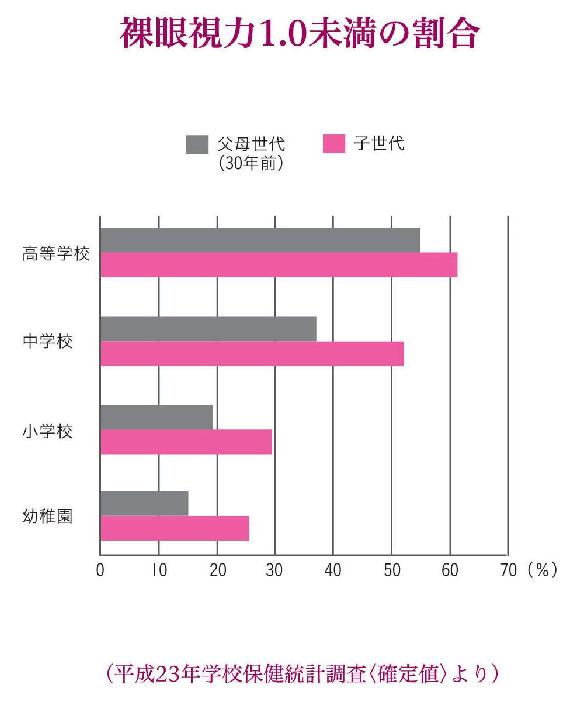 裸眼視力1.0未満の割合
父母世代
(30年前)
子世代
高等学校
中学校
小学校
幼稚園
0 10 20 30 40 50 60 70 (%)
(平成23年学校保健統計調査〈確定値〉より)